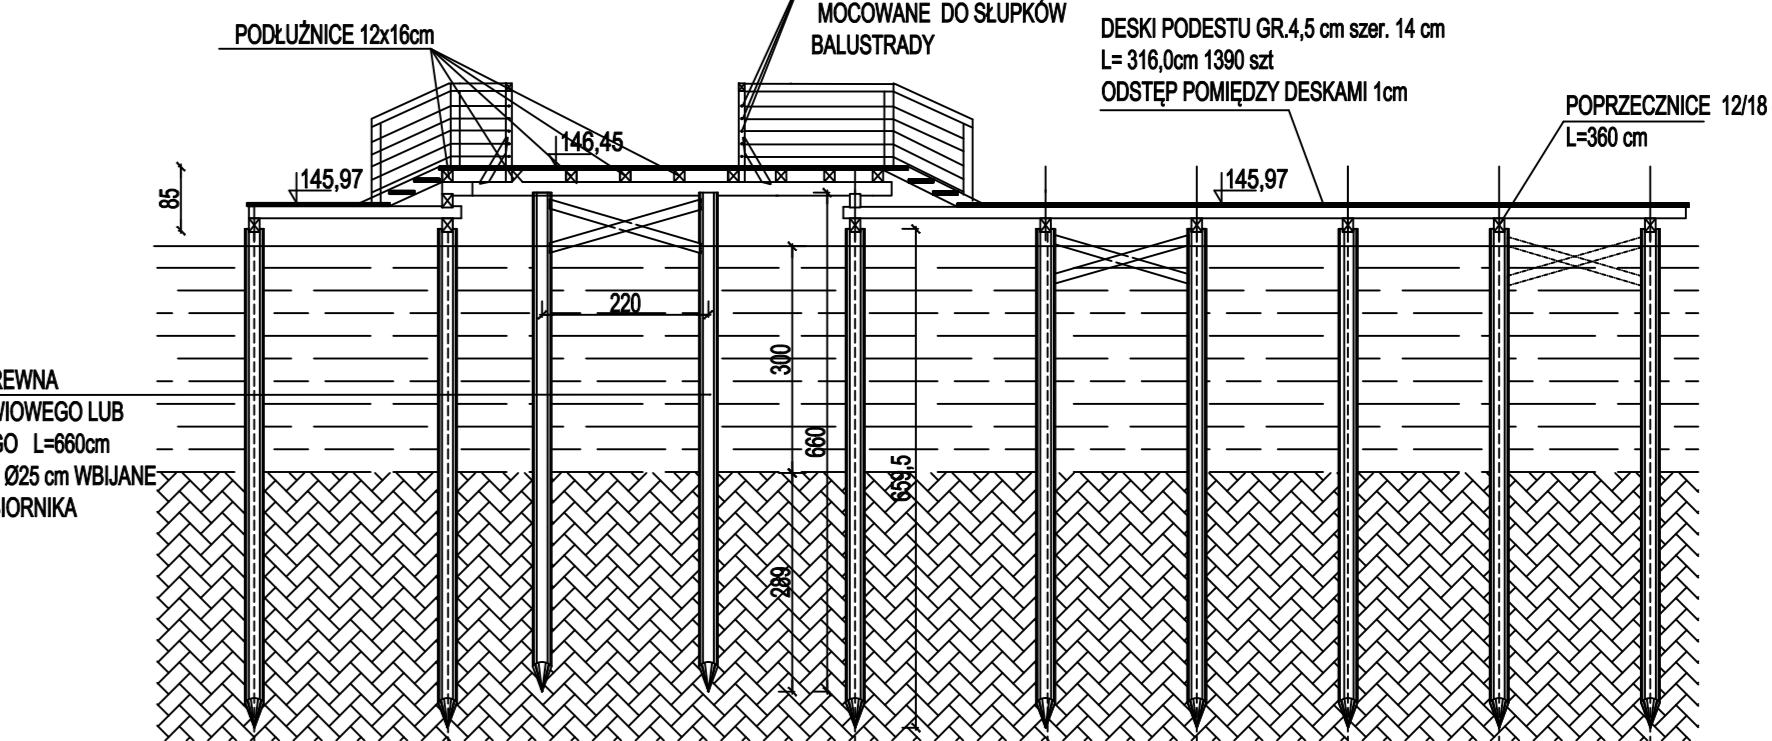 MOCOWANE DO SŁUPKÓW
BALUSTRADY
PODŁUŻNICE 12x16cm
DESKI PODESTU GR.4,5 cm szer. 14 cm
L= 316,0cm 1390 szt
ODSTĘP POMIĘDZY DESKAMI 1cm
POPRZECZNICE 12/18
L=360 cm
146,45
145,97
145,97
85
220
300
660
659,5
289
REWNA
WIOWEGO LUB
GO L=660cm
Ø25 cm WBIJANE
IORNIKA